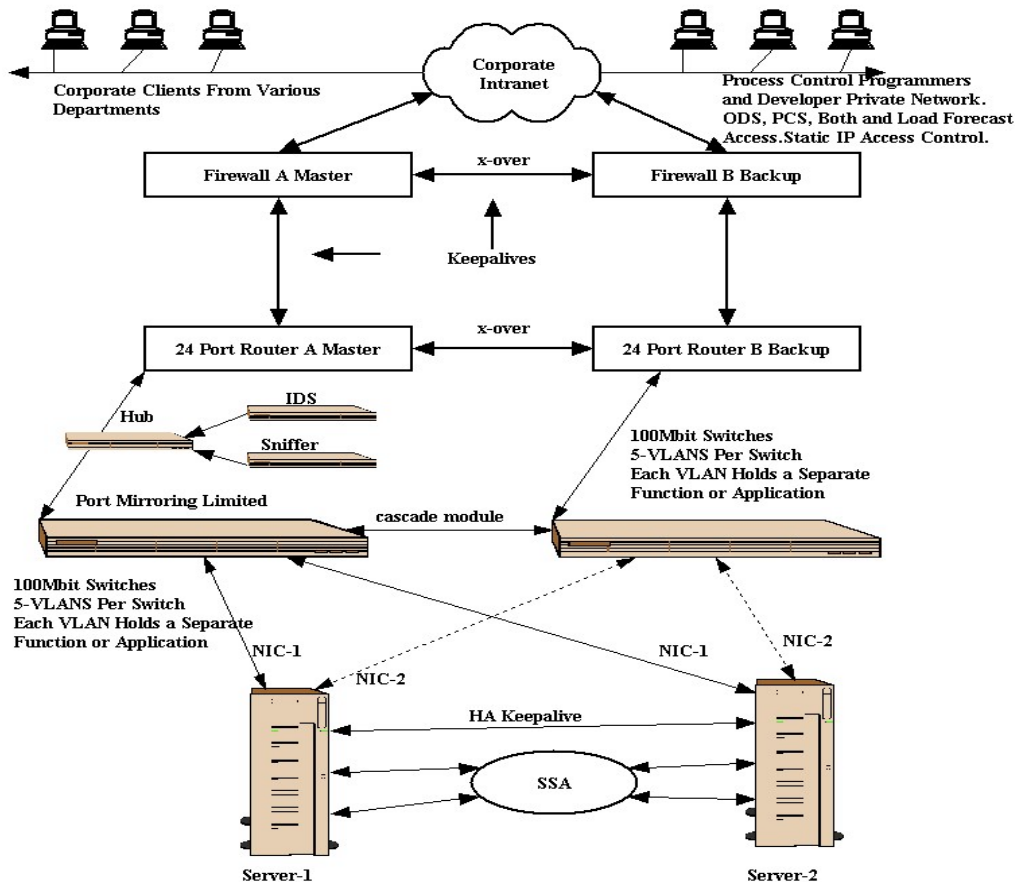 Corporate
Intranet
Corporate Clients From Various
Departments
Process Control Programmers
and Developer Private Network.
ODS, PCS, Both and Load Forecast
Access.Static IP Access Control.
Firewall A Master
x-over
Firewall B Backup
Keepalives
24 Port Router A Master
x-over
24 Port Router B Backup
Hub
IDS
Sniffer
100Mbit Switches
5-VLANS Per Switch
Each VLAN Holds a Separate
Function or Application
Port Mirroring Limited
cascade module
100Mbit Switches
5-VLANS Per Switch
Each VLAN Holds a Separate
Function or Application
NIC-1
NIC-2
NIC-1
NIC-2
HA Keepalive
SSA
Server-1
Server-2